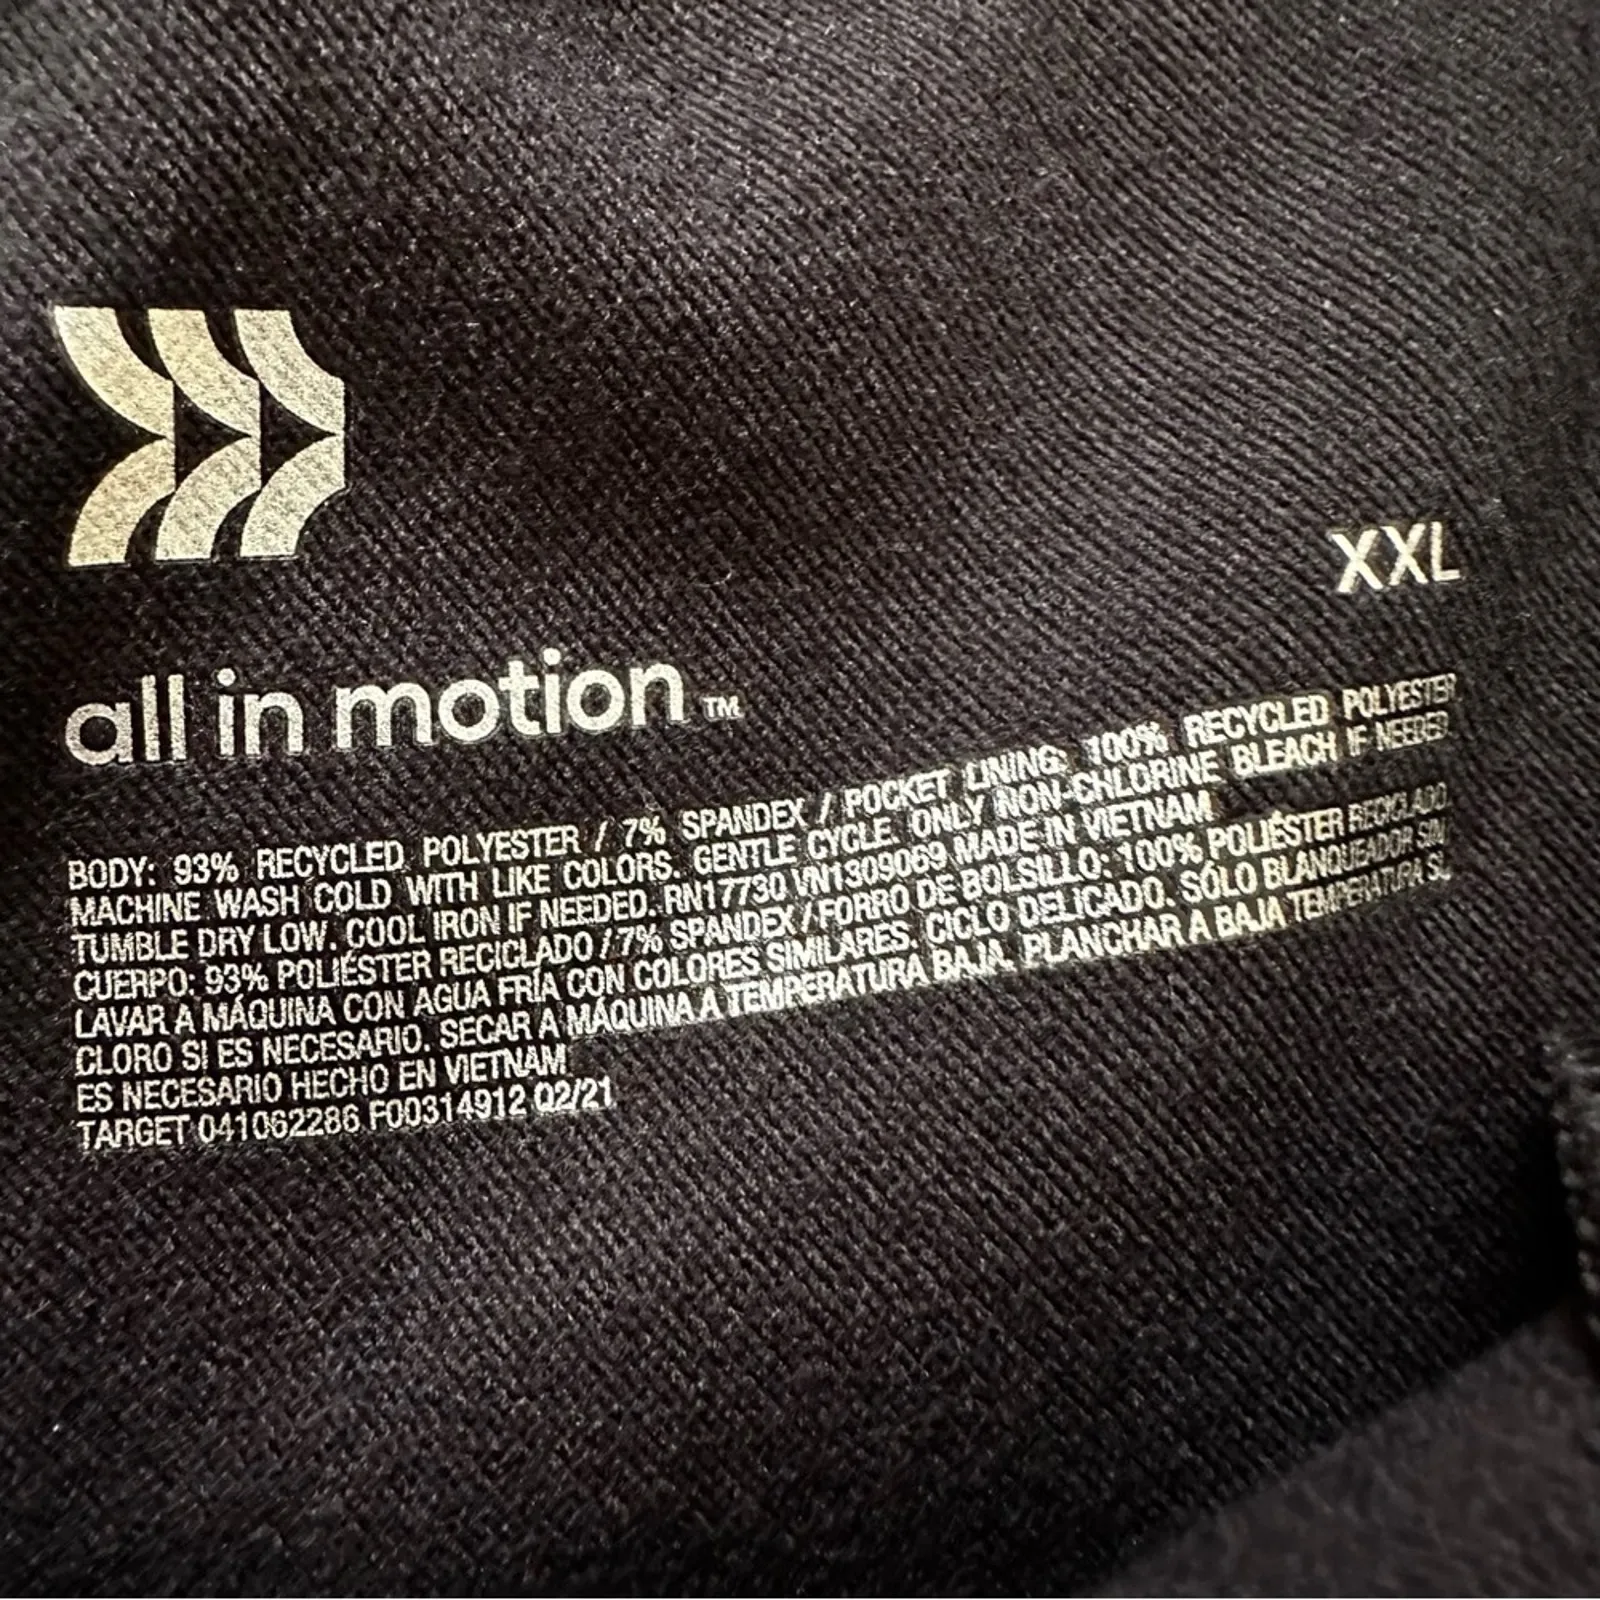 XXL
all in motion™
BODY: 93% RECYCLED POLYESTER / 7% SPANDEX / POCKET LINING: 100% RECYCLED POLYESTER
MACHINE WASH COLD WITH LIKE COLORS. GENTLE CYCLE. ONLY NON-CHLORINE BLEACH IF NEEDED.
TUMBLE DRY LOW. COOL IRON IF NEEDED. RN17730 VN1309069 MADE IN VIETNAM
CUERPO: 93% POLIÉSTER RECICLADO / 7% SPANDEX / FORRO DE BOLSILLO: 100% POLIÉSTER RECICLADO.
LAVAR A MÁQUINA CON AGUA FRÍA CON COLORES SIMILARES. CICLO DELICADO. SÓLO BLANQUEADOR SIN
CLORO SI ES NECESARIO. SECAR A MÁQUINA A TEMPERATURA BAJA. PLANCHAR A BAJA TEMPERATURA SI
ES NECESARIO HECHO EN VIETNAM
TARGET 041062286 F00314912 Q2/21